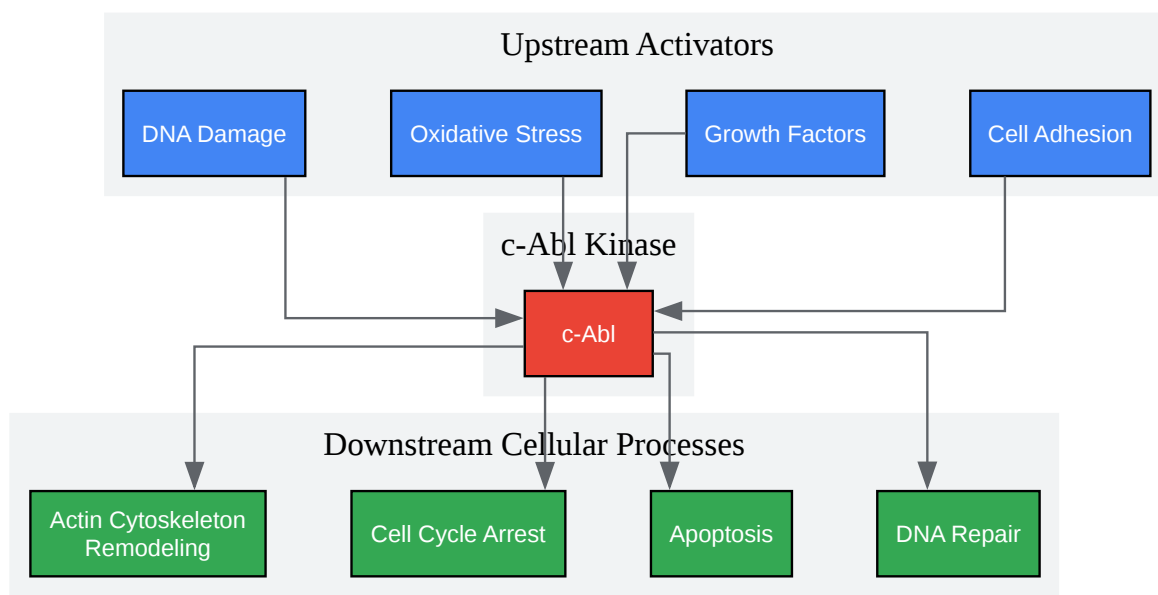 Upstream Activators
DNA Damage
Oxidative Stress
Growth Factors
Cell Adhesion
c-Abl Kinase
c-Abl
Downstream Cellular Processes
Actin Cytoskeleton
Remodeling
Cell Cycle Arrest
Apoptosis
DNA Repair